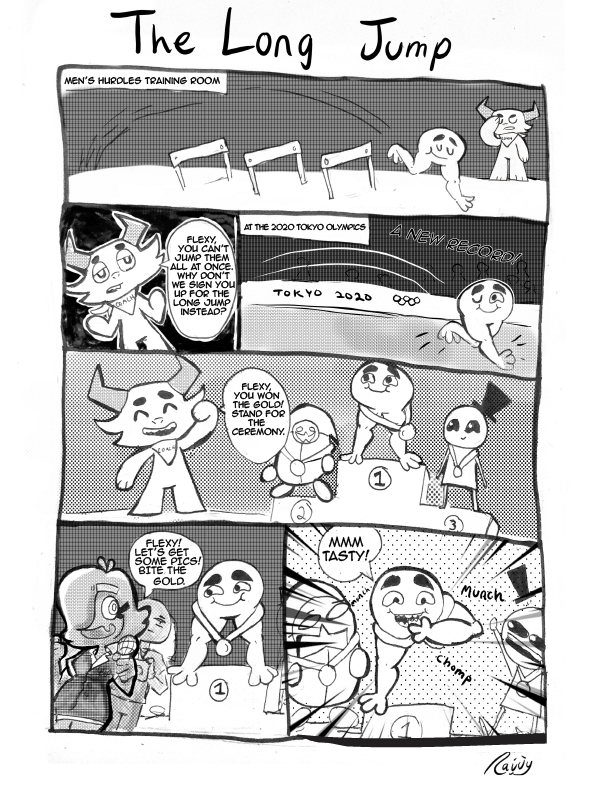 The Long Jump
MEN'S HURDLES TRAINING ROOM
FLEXY,
YOU CAN'T
JUMP THEM
ALL AT ONCE.
WHY DON'T
WE SIGN YOU
UP FOR THE
LONG JUMP
INSTEAD?
COACH
AT THE 2020 TOKYO OLYMPICS
A NEW RECORD!
TOKYO 2020
FLEXY,
YOU WON
THE GOLD!
STAND FOR
THE
CEREMONY.
COACH
1
2
3
FLEXY!
LET'S GET
SOME PICS!
BITE THE
GOLD.
1
MMM
TASTY!
Munch
chomp
1